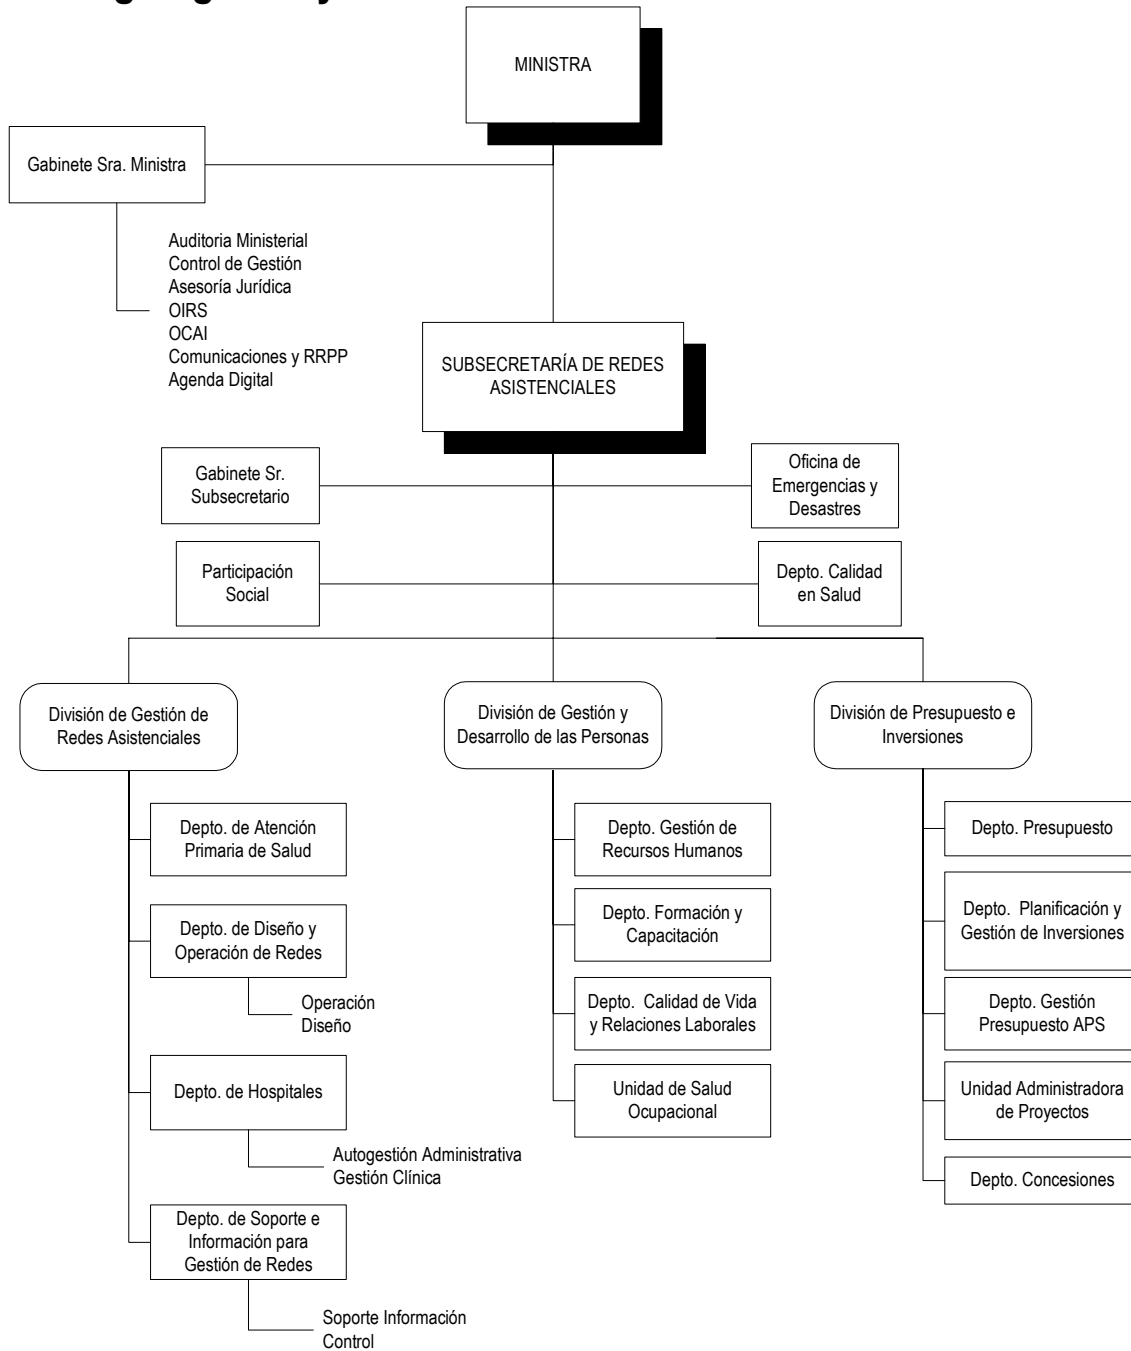 MINISTRA
Gabinete Sra. Ministra
Auditoria Ministerial
Control de Gestión
Asesoría Jurídica
OIRS
OCAI
Comunicaciones y RRPP
Agenda Digital
SUBSECRETARÍA DE REDES
ASISTENCIALES
Gabinete Sr.
Subsecretario
Oficina de
Emergencias y
Desastres
Participación
Social
Depto. Calidad
en Salud
División de Gestión de
Redes Asistenciales
División de Gestión y
Desarrollo de las Personas
División de Presupuesto e
Inversiones
Depto. de Atención
Primaria de Salud
Depto. de Diseño y
Operación de Redes
Operación
Diseño
Depto. de Hospitales
Autogestión Administrativa
Gestión Clínica
Depto. de Soporte e
Información para
Gestión de Redes
Soporte Información
Control
Depto. Gestión de
Recursos Humanos
Depto. Formación y
Capacitación
Depto. Calidad de Vida
y Relaciones Laborales
Unidad de Salud
Ocupacional
Depto. Presupuesto
Depto. Planificación y
Gestión de Inversiones
Depto. Gestión
Presupuesto APS
Unidad Administradora
de Proyectos
Depto. Concesiones